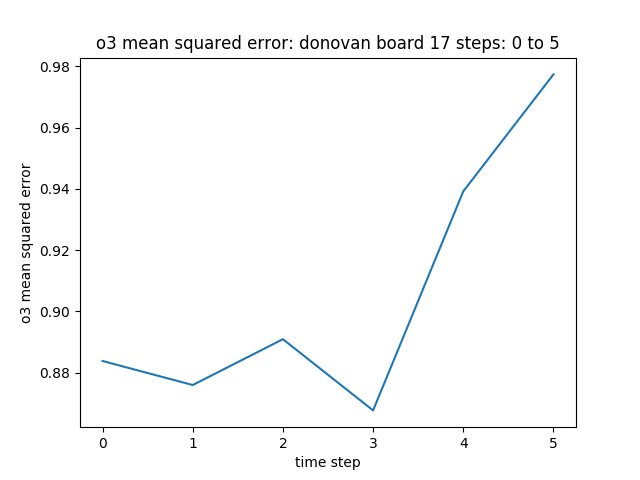 o3 mean squared error: donovan board 17 steps: 0 to 5
o3 mean squared error
0.98
0.96
0.94
0.92
0.90
0.88
0 1 2 3 4 5
time step